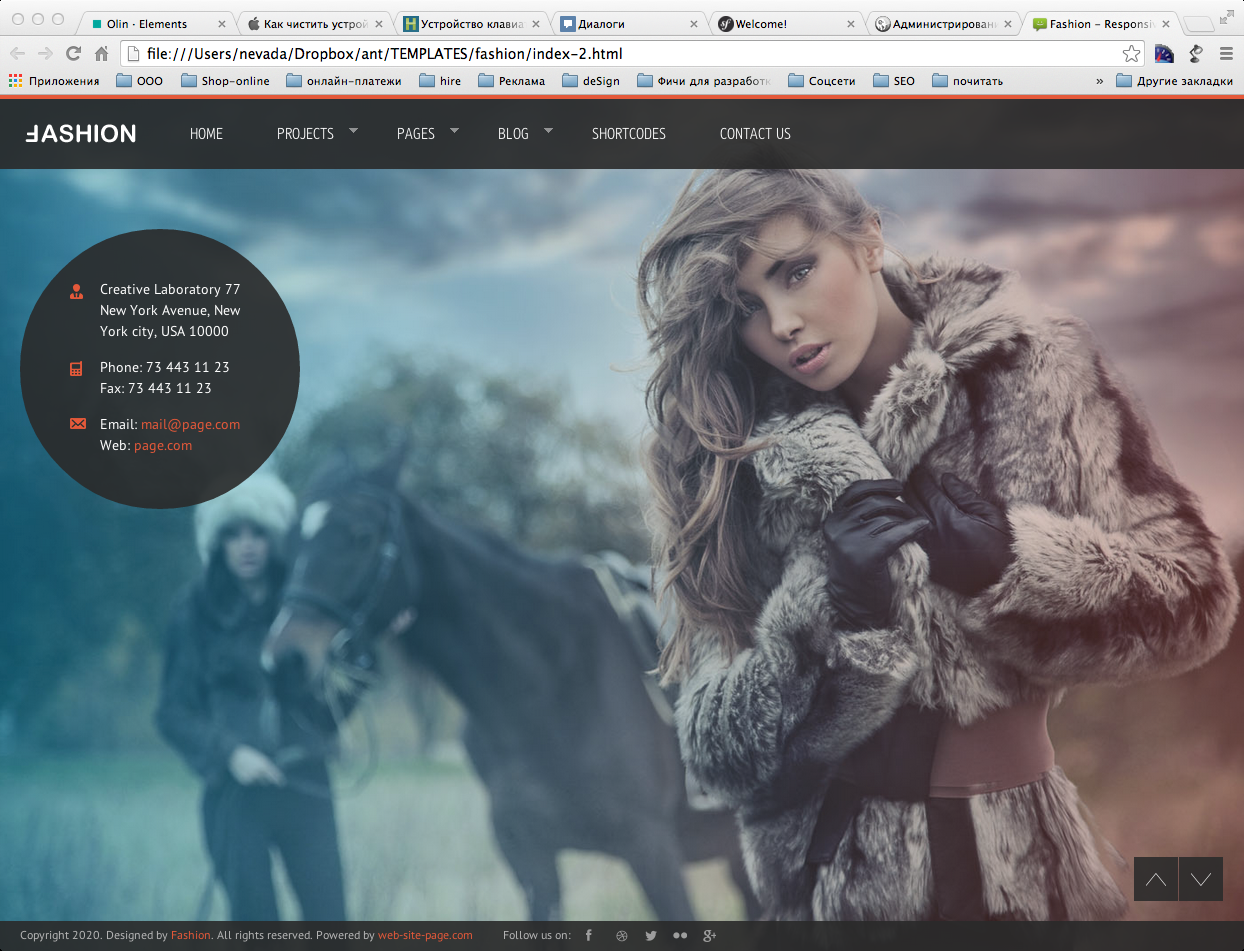 Olin · Elements
Как чистить устрой
Устройство клавиа
Диалоги
Welcome!
Администрирован
Fashion – Responsiv
file:///Users/nevada/Dropbox/ant/TEMPLATES/fashion/index-2.html
Приложения ООО Shop-online онлайн-платежи hire Реклама deSign Фичи для разработк Соцсети SEO почитать » Другие закладки
FASHION HOME PROJECTS PAGES BLOG SHORTCODES CONTACT US
Creative Laboratory 77
New York Avenue, New
York city, USA 10000
Phone: 73 443 11 23
Fax: 73 443 11 23
Email: mail@page.com
Web: page.com
Copyright 2020. Designed by Fashion. All rights reserved. Powered by web-site-page.com Follow us on: